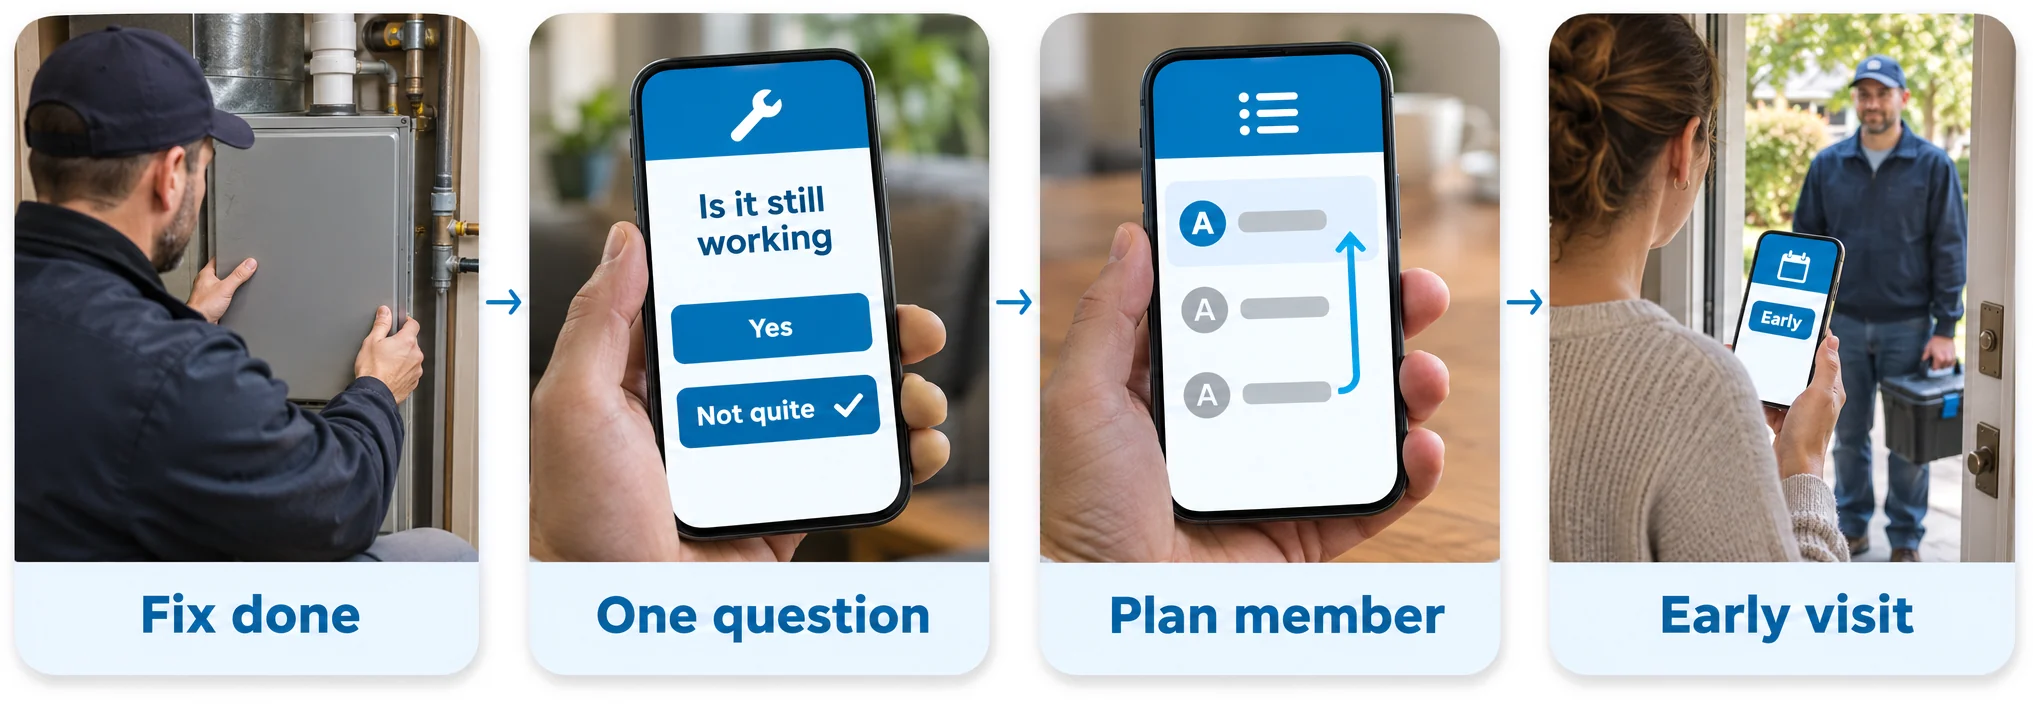 Is it still
working
Yes
Not quite
A
A
A
Early
Fix done
One question
Plan member
Early visit